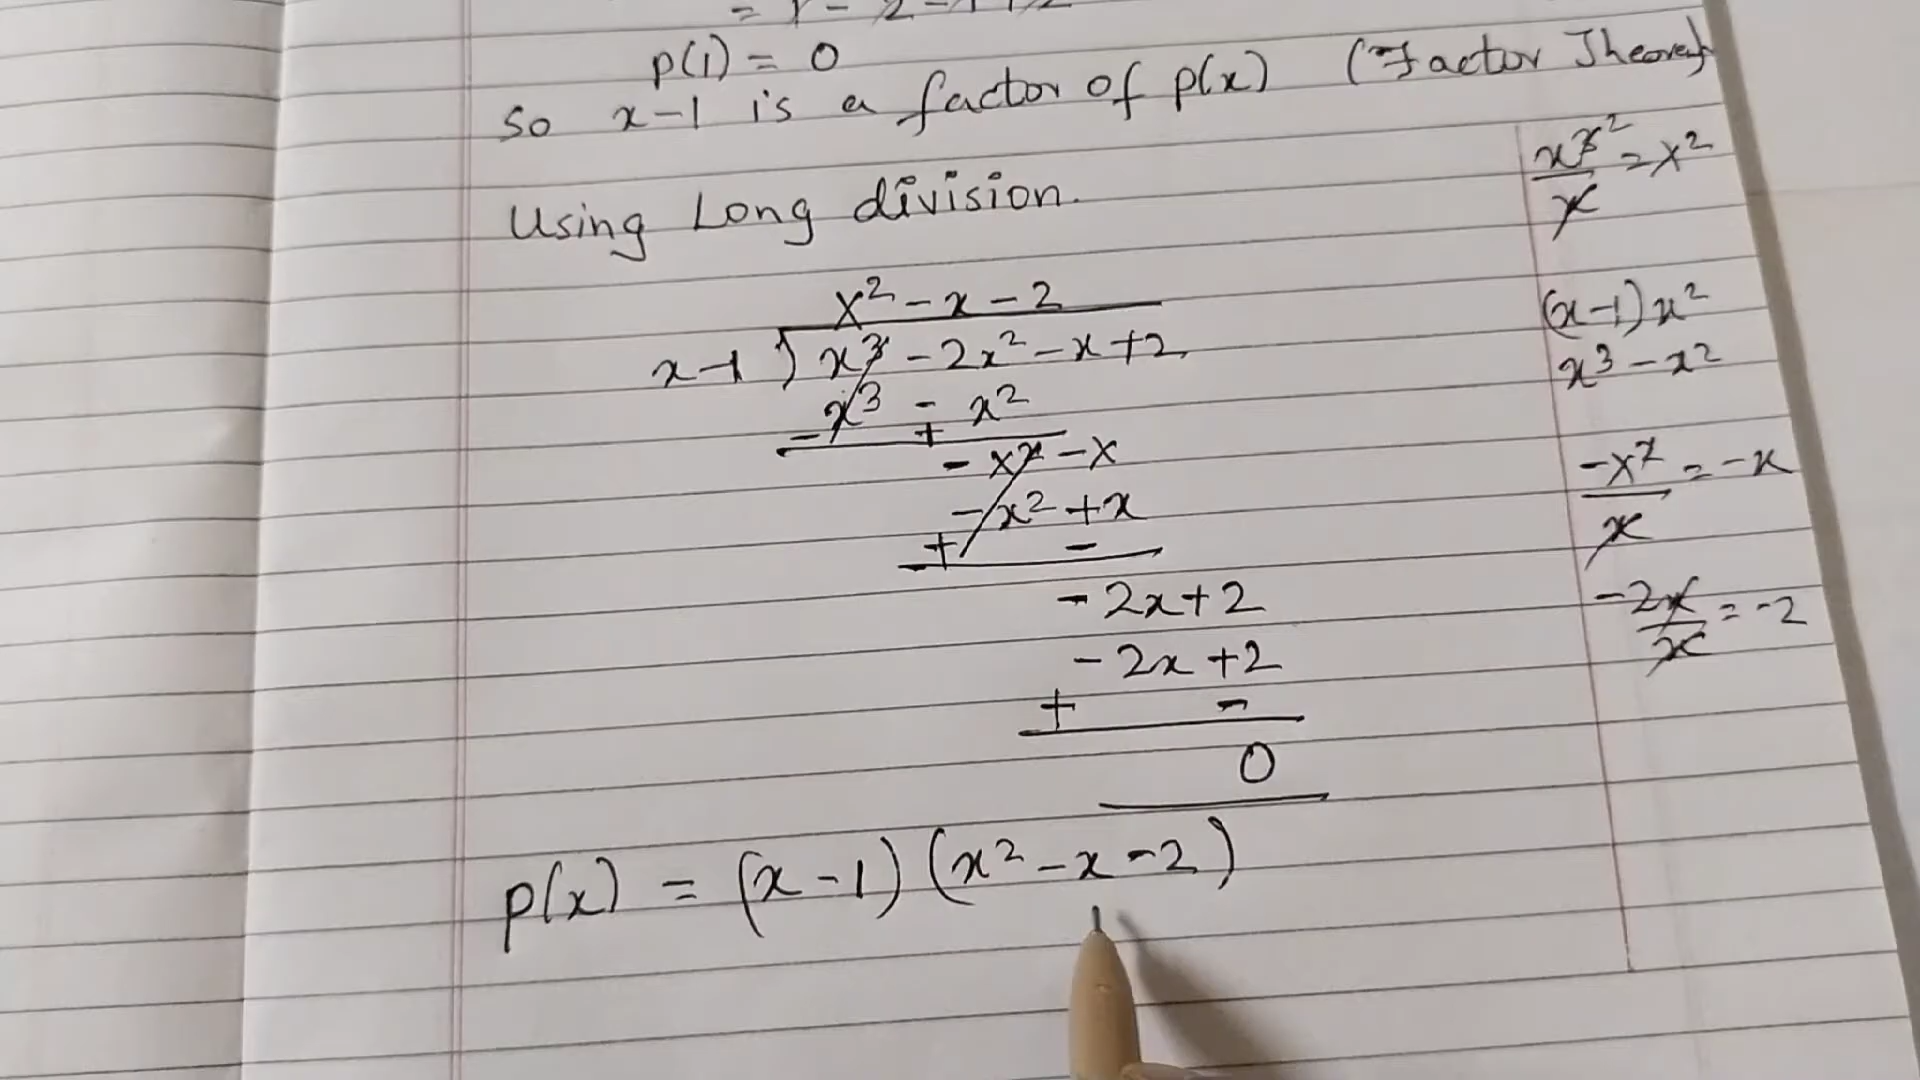 p(1) = 0
So x-1 is a factor of p(x) (Factor Theorem)
Using Long division.
x² - x - 2
x-1 ) x³ - 2x² - x + 2
x³ - x²
- +
- x² - x
- x² + x
+ -
- 2x + 2
- 2x + 2
+ -
0
p(x) = (x - 1) (x² - x - 2)
x³/x = x²
(x-1) x²
x³ - x²
-x²/x = -x
-2x/x = -2